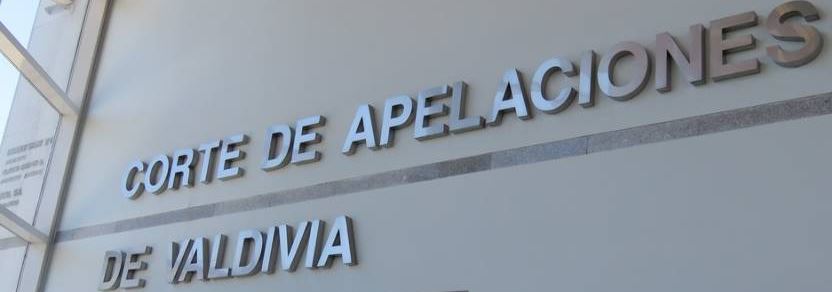 CORTE DE APELACIONES
DE VALDIVIA